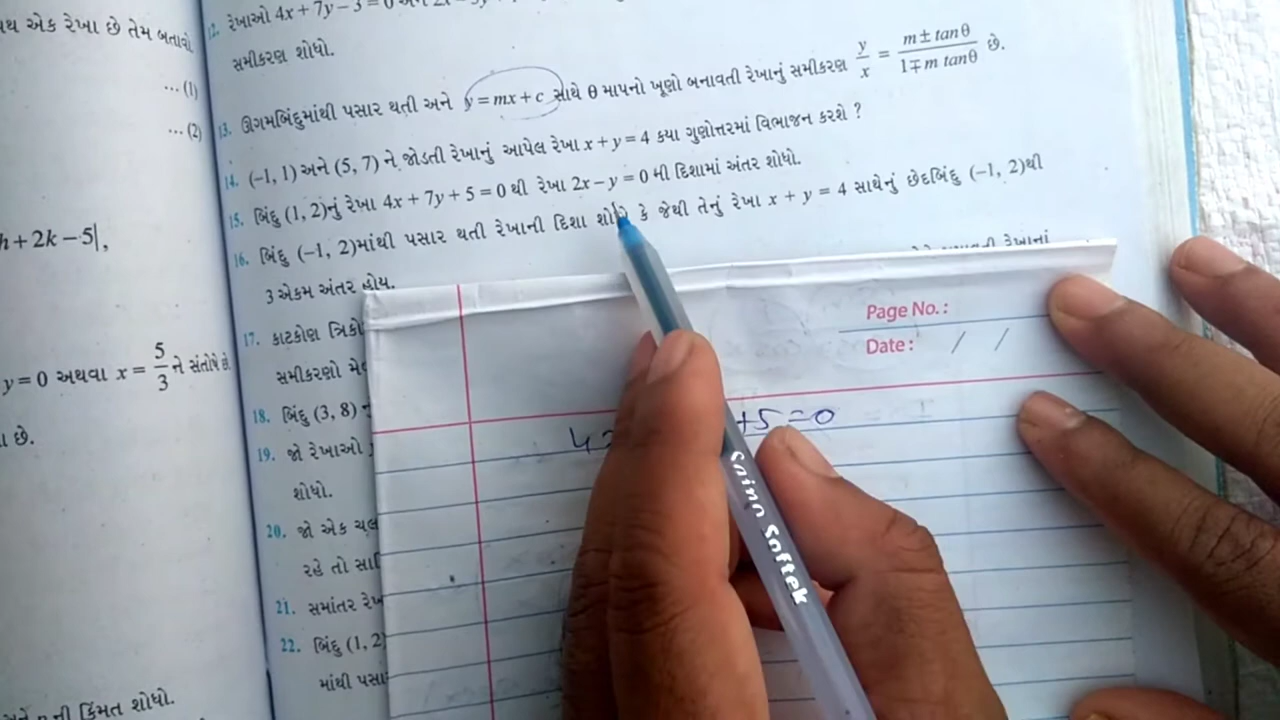 પથ એક રેખા છે તેમ બતાવો.
... (1)
... (2)
h + 2k − 5|,
y = 0 અથવા x = 5/3 ને સંતોષે છે.
છે.
ની કિંમત શોધો.
12. રેખાઓ 4x + 7y − 3 = 0 અને
સમીકરણ શોધો.
13. ઊગમબિંદુમાંથી પસાર થતી અને y = mx + c સાથે θ માપનો ખૂણો બનાવતી રેખાનું સમીકરણ y/x = (m ± tanθ)/(1 ∓ m tanθ) છે.
14. (−1, 1) અને (5, 7) ને જોડતી રેખાનું આપેલ રેખા x + y = 4 કયા ગુણોત્તરમાં વિભાજન કરશે ?
15. બિંદુ (1, 2)નું રેખા 4x + 7y + 5 = 0 થી રેખા 2x − y = 0 ની દિશામાં અંતર શોધો.
16. બિંદુ (−1, 2)માંથી પસાર થતી રેખાની દિશા શોધો કે જેથી તેનું રેખા x + y = 4 સાથેનું છેદબિંદુ (−1, 2)થી
3 એકમ અંતર હોય.
17. કાટકોણ ત્રિકો
રેખાનાં
સમીકરણો મે
18. બિંદુ (3, 8)
19. જો રેખાઓ
શોધો.
20. જો એક ચલ
રહે તો સા
21. સમાંતર રેખ
22. બિંદુ (1, 2)
માંથી પસા
Page No. :
Date : / /
4 +5=0
Saino Softek